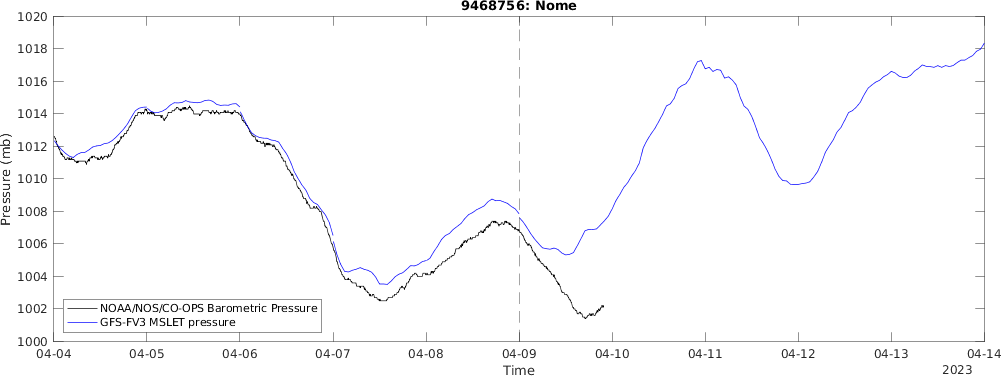 9468756: Nome
Pressure (mb)
1020
1018
1016
1014
1012
1010
1008
1006
1004
1002
1000
NOAA/NOS/CO-OPS Barometric Pressure
GFS-FV3 MSLET pressure
04-04 04-05 04-06 04-07 04-08 04-09 04-10 04-11 04-12 04-13 04-14
Time
2023